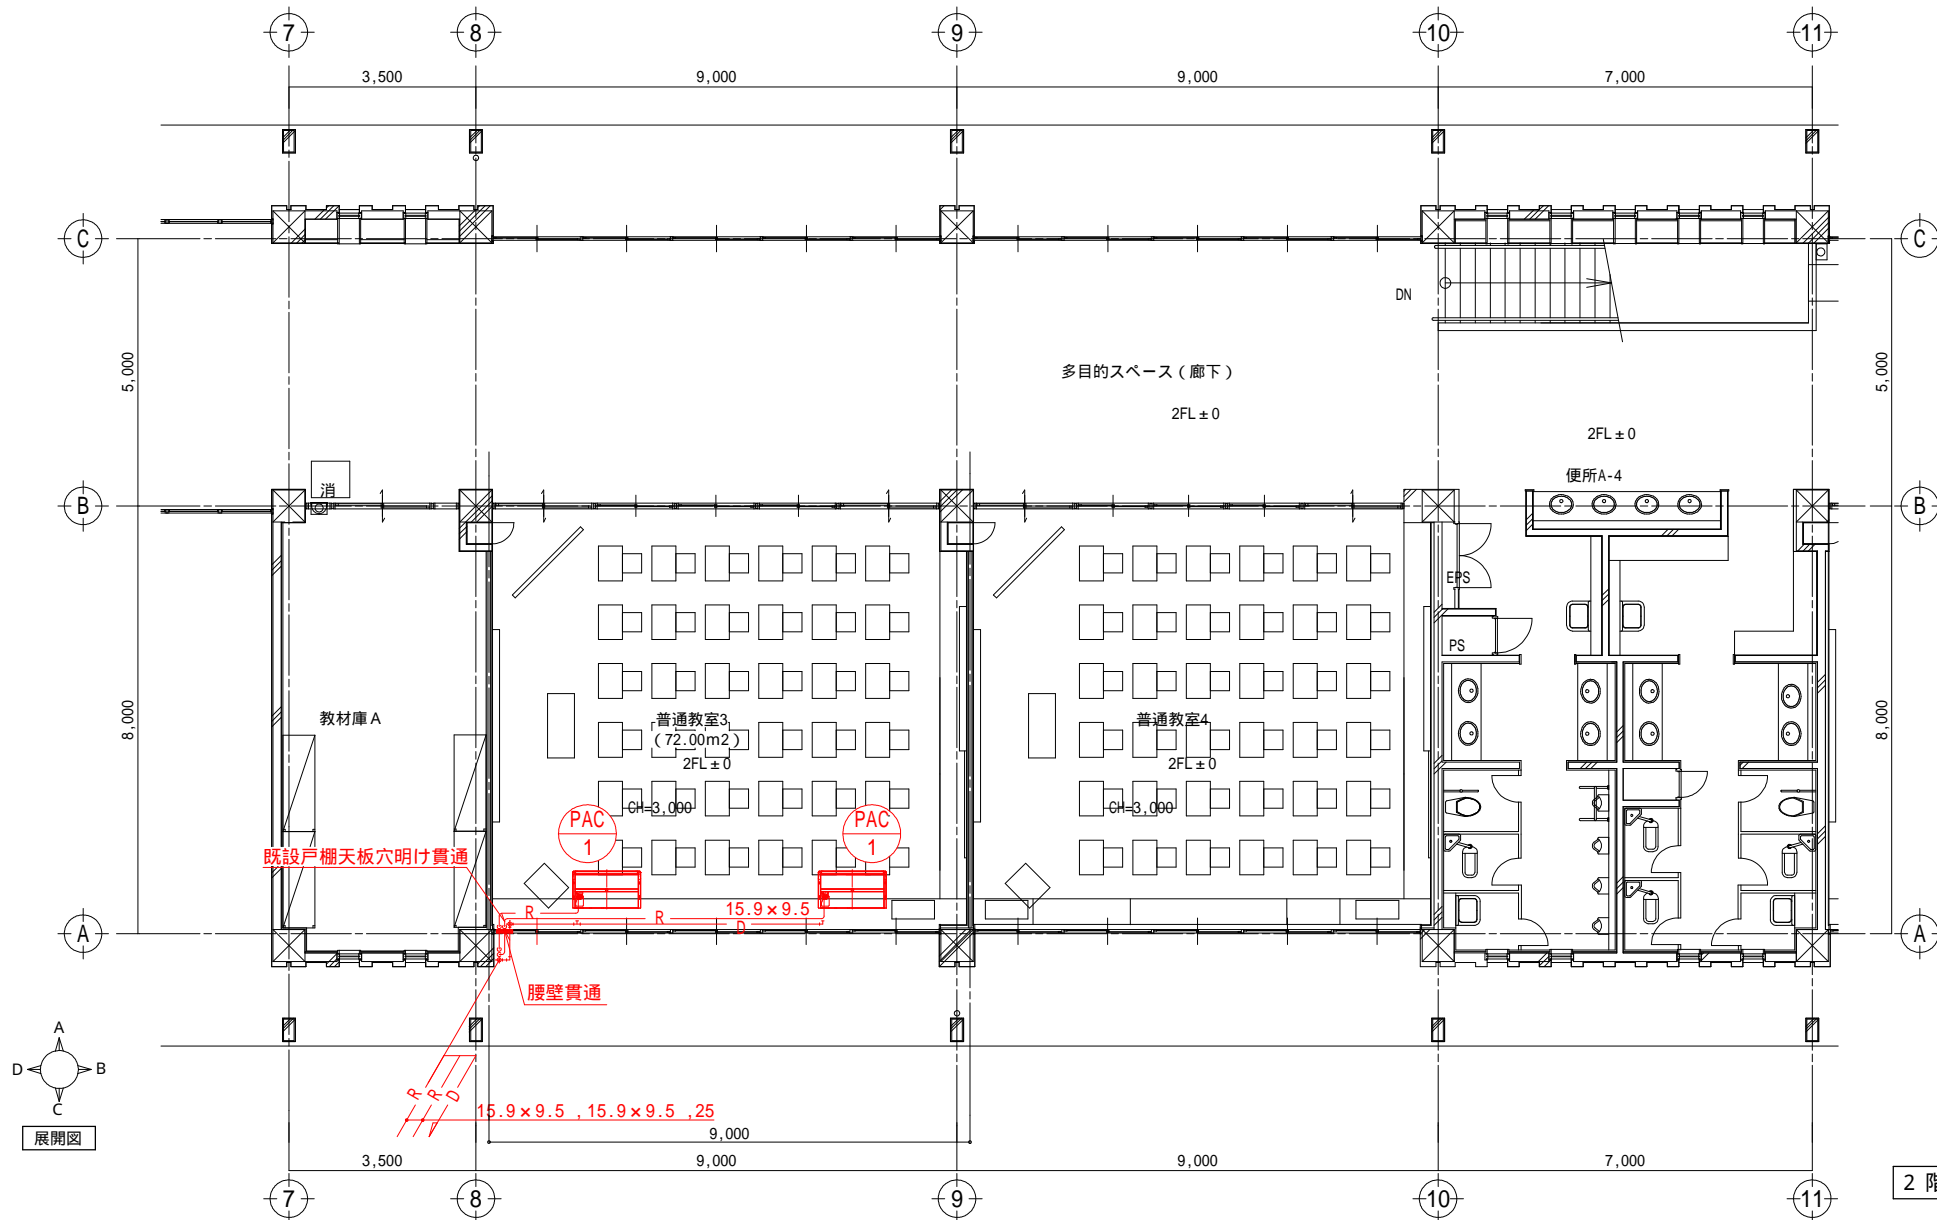 7
8
9
10
11
3,500
9,000
9,000
7,000
C
C
DN
5,000
5,000
多目的スペース（廊下）
2FL±0
2FL±0
便所A-4
消
B
B
EPS
PS
8,000
8,000
教材庫A
普通教室3
（72.00m2）
2FL±0
CH=3,000
普通教室4
2FL±0
CH=3,000
PAC
1
PAC
1
既設戸棚天板穴明け貫通
R
R
15.9×9.5
D
A
A
腰壁貫通
A
D
B
C
展開図
R
R
D
15.9×9.5 ,15.9×9.5 ,25
9,000
3,500
9,000
9,000
7,000
7
8
9
10
11
2 階